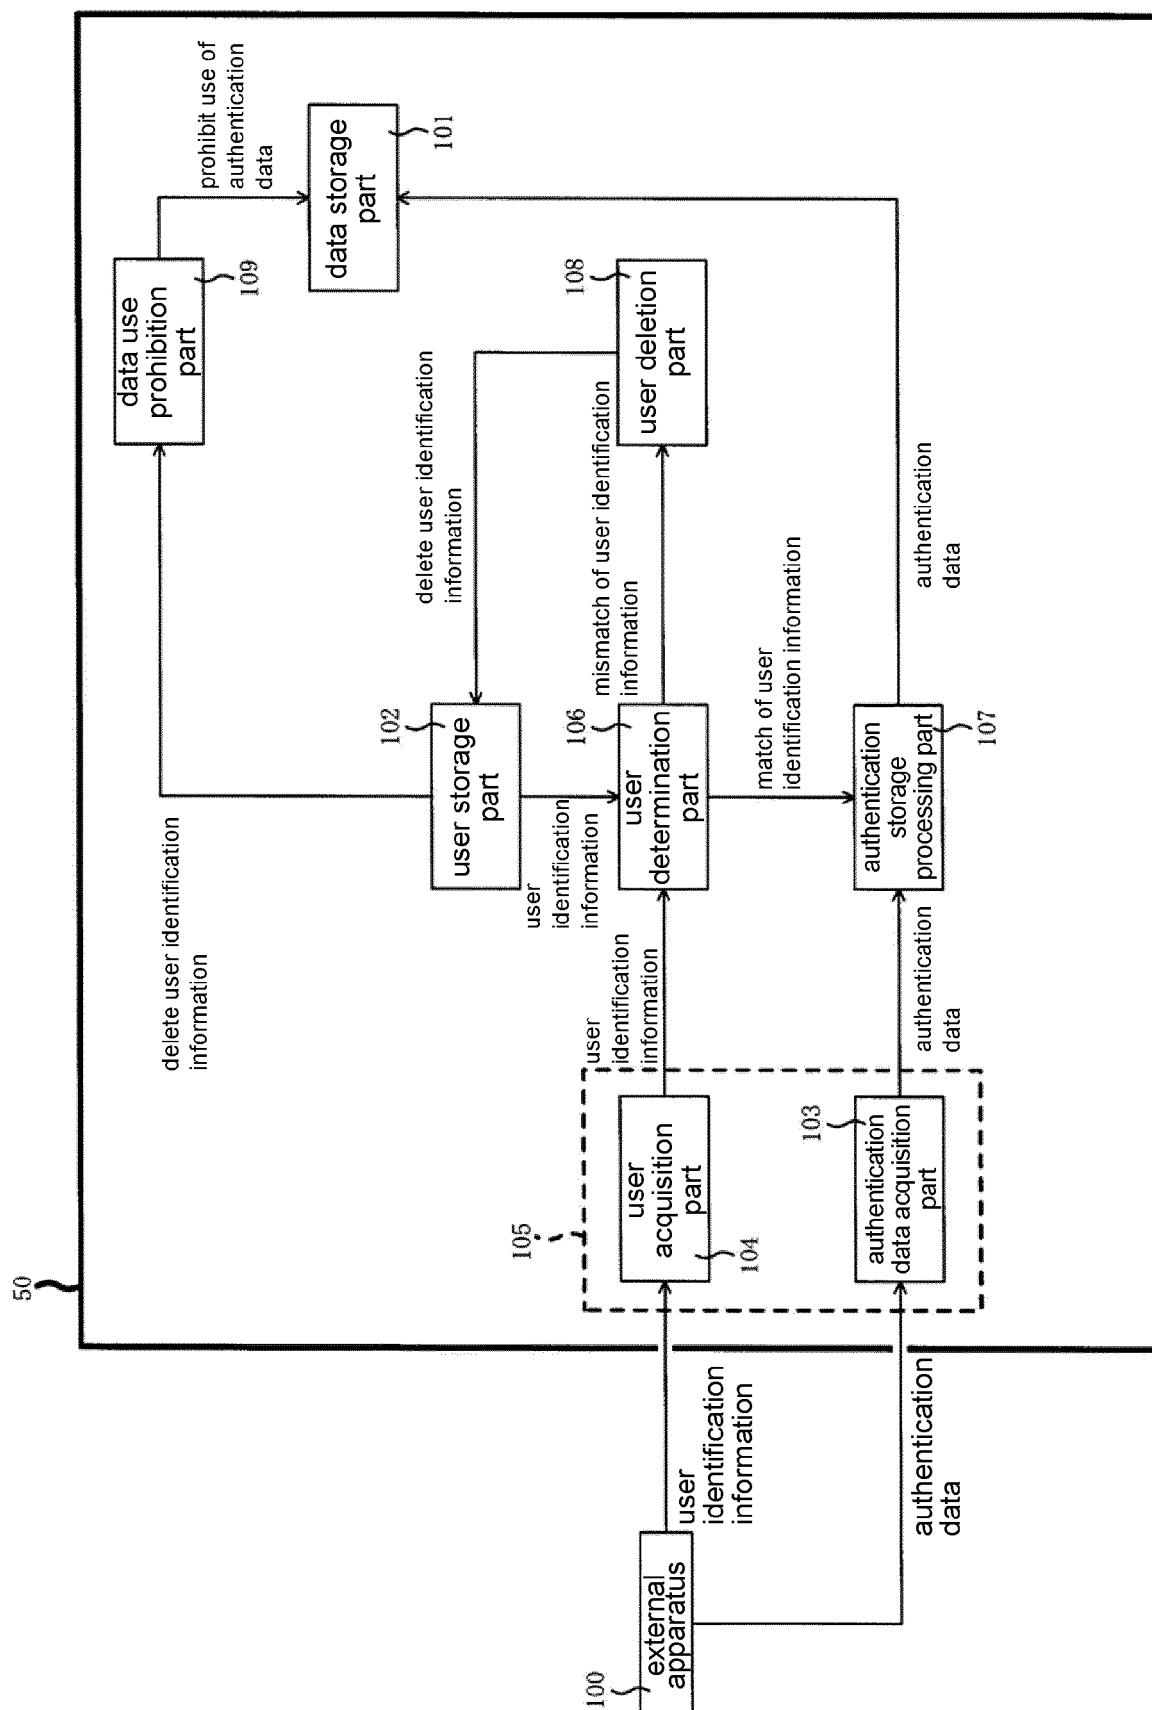 50
100
external
apparatus
user
identification
information
authentication
data
105
user
acquisition
part
104
103
authentication
data acquisition
part
user
identification
information
authentication
data
delete user identification
information
102
user storage
part
user
identification
information
106
user
determination
part
match of user
identification information
authentication
storage
processing part
107
delete user identification
information
mismatch of user identification
information
108
user deletion
part
authentication
data
data use
prohibition
part
109
prohibit use of
authentication
data
data storage
part
101